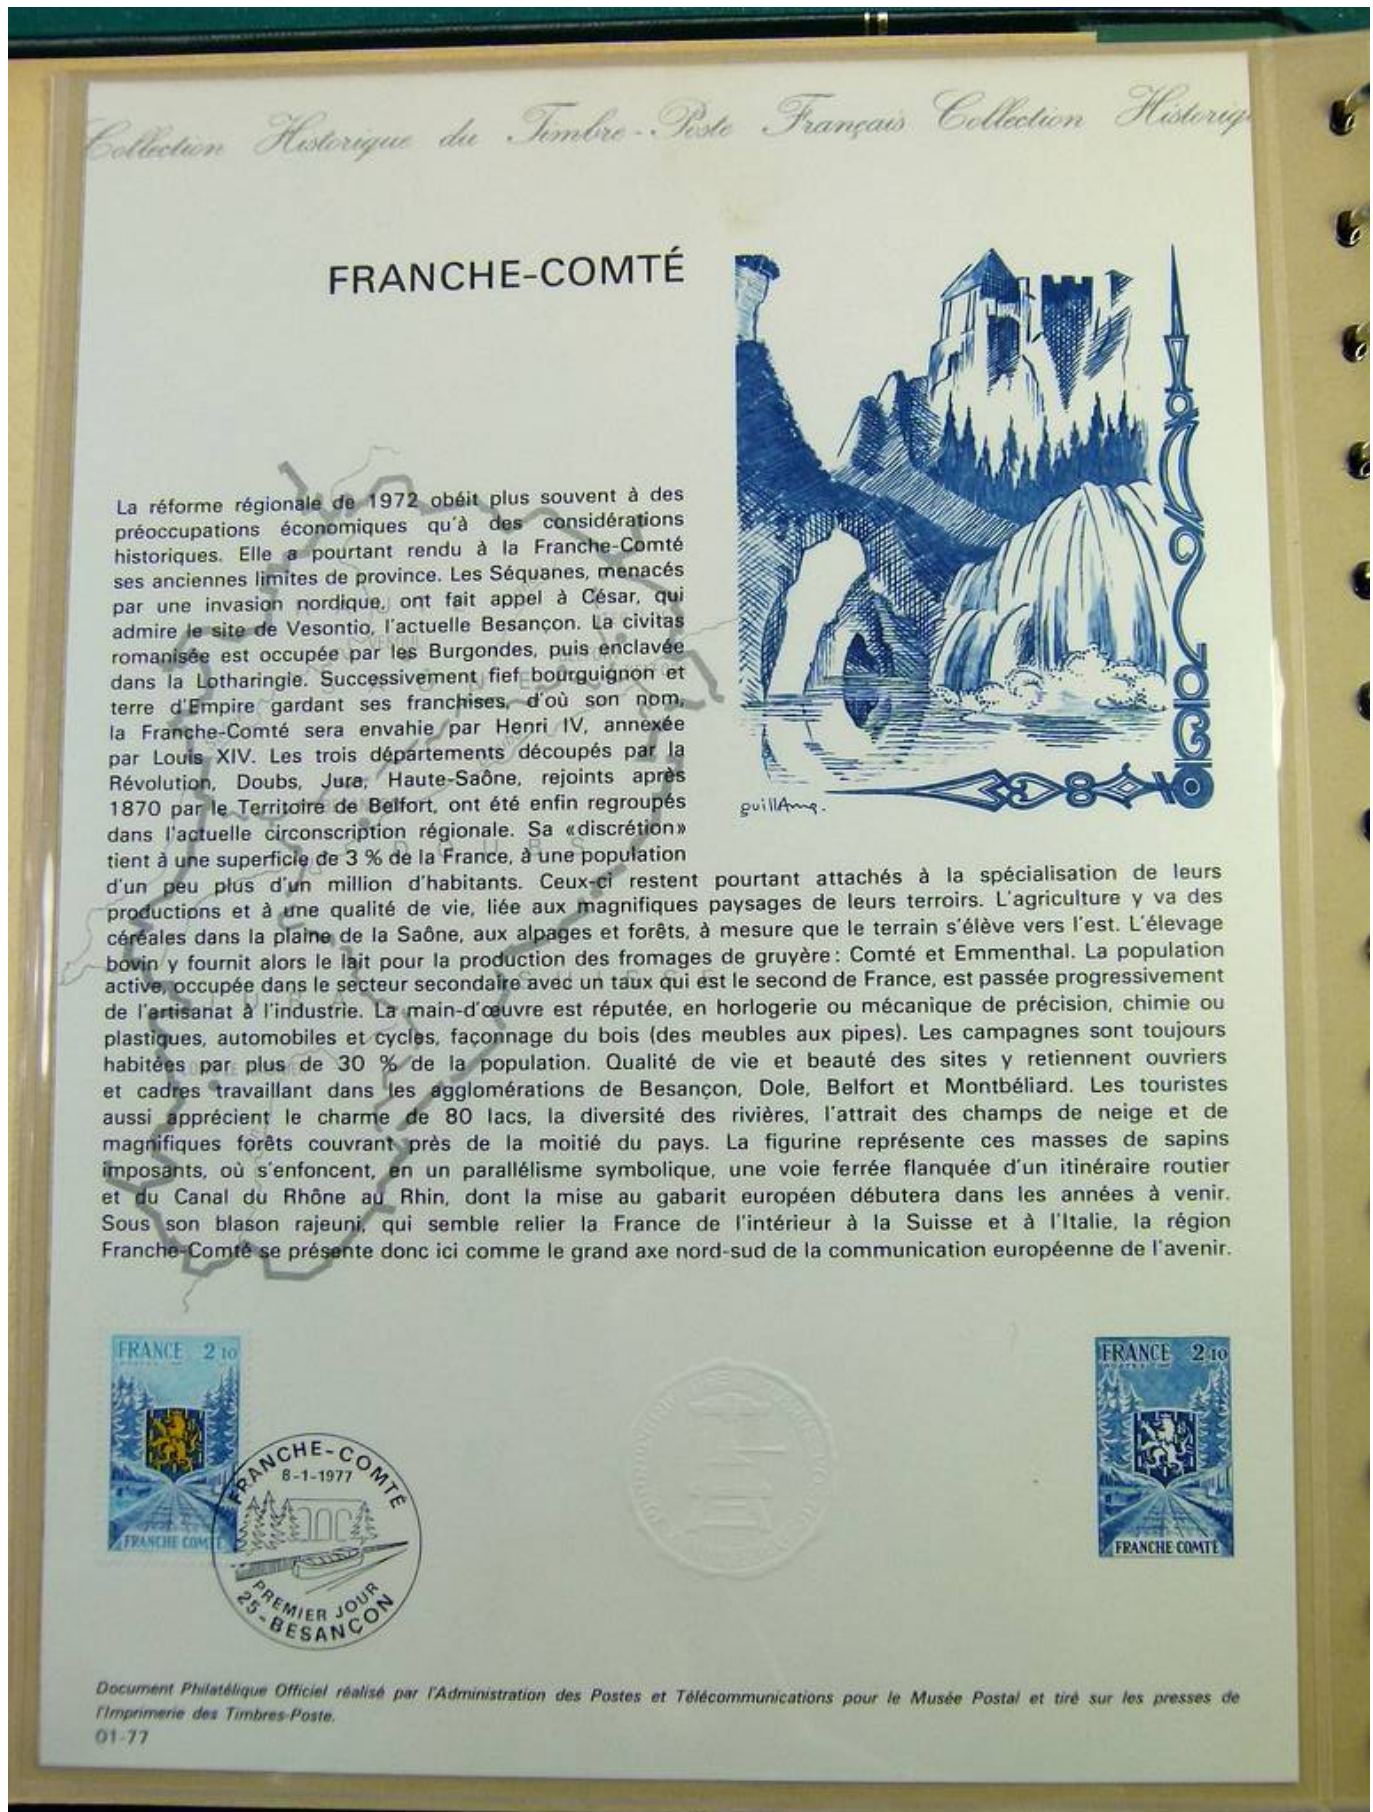 Collection Historique du Timbre-Poste Français Collection Historiq
FRANCHE-COMTÉ
La réforme régionale de 1972 obéit plus souvent à des
préoccupations économiques qu'à des considérations
historiques. Elle a pourtant rendu à la Franche-Comté
ses anciennes limites de province. Les Séquanes, menacés
par une invasion nordique, ont fait appel à César, qui
admire le site de Vesontio, l'actuelle Besançon. La civitas
romanisée est occupée par les Burgondes, puis enclavée
dans la Lotharingie. Successivement fief bourguignon et
terre d'Empire gardant ses franchises, d'où son nom,
la Franche-Comté sera envahie par Henri IV, annexée
par Louis XIV. Les trois départements découpés par la
Révolution, Doubs, Jura, Haute-Saône, rejoints après
1870 par le Territoire de Belfort, ont été enfin regroupés
dans l'actuelle circonscription régionale. Sa «discrétion»
tient à une superficie de 3 % de la France, à une population
d'un peu plus d'un million d'habitants. Ceux-ci restent pourtant attachés à la spécialisation de leurs
productions et à une qualité de vie, liée aux magnifiques paysages de leurs terroirs. L'agriculture y va des
céréales dans la plaine de la Saône, aux alpages et forêts, à mesure que le terrain s'élève vers l'est. L'élevage
bovin y fournit alors le lait pour la production des fromages de gruyère : Comté et Emmenthal. La population
active, occupée dans le secteur secondaire avec un taux qui est le second de France, est passée progressivement
de l'artisanat à l'industrie. La main-d'œuvre est réputée, en horlogerie ou mécanique de précision, chimie ou
plastiques, automobiles et cycles, façonnage du bois (des meubles aux pipes). Les campagnes sont toujours
habitées par plus de 30 % de la population. Qualité de vie et beauté des sites y retiennent ouvriers
et cadres travaillant dans les agglomérations de Besançon, Dole, Belfort et Montbéliard. Les touristes
aussi apprécient le charme de 80 lacs, la diversité des rivières, l'attrait des champs de neige et de
magnifiques forêts couvrant près de la moitié du pays. La figurine représente ces masses de sapins
imposants, où s'enfoncent, en un parallélisme symbolique, une voie ferrée flanquée d'un itinéraire routier
et du Canal du Rhône au Rhin, dont la mise au gabarit européen débutera dans les années à venir.
Sous son blason rajeuni, qui semble relier la France de l'intérieur à la Suisse et à l'Italie, la région
Franche-Comté se présente donc ici comme le grand axe nord-sud de la communication européenne de l'avenir.
FRANCE 2,10
FRANCHE COMTÉ
FRANCHE-COMTÉ
8-1-1977
PREMIER JOUR
25-BESANÇON
FRANCE 2,10
FRANCHE-COMTÉ
Document Philatélique Officiel réalisé par l'Administration des Postes et Télécommunications pour le Musée Postal et tiré sur les presses de
l'Imprimerie des Timbres-Poste.
01-77